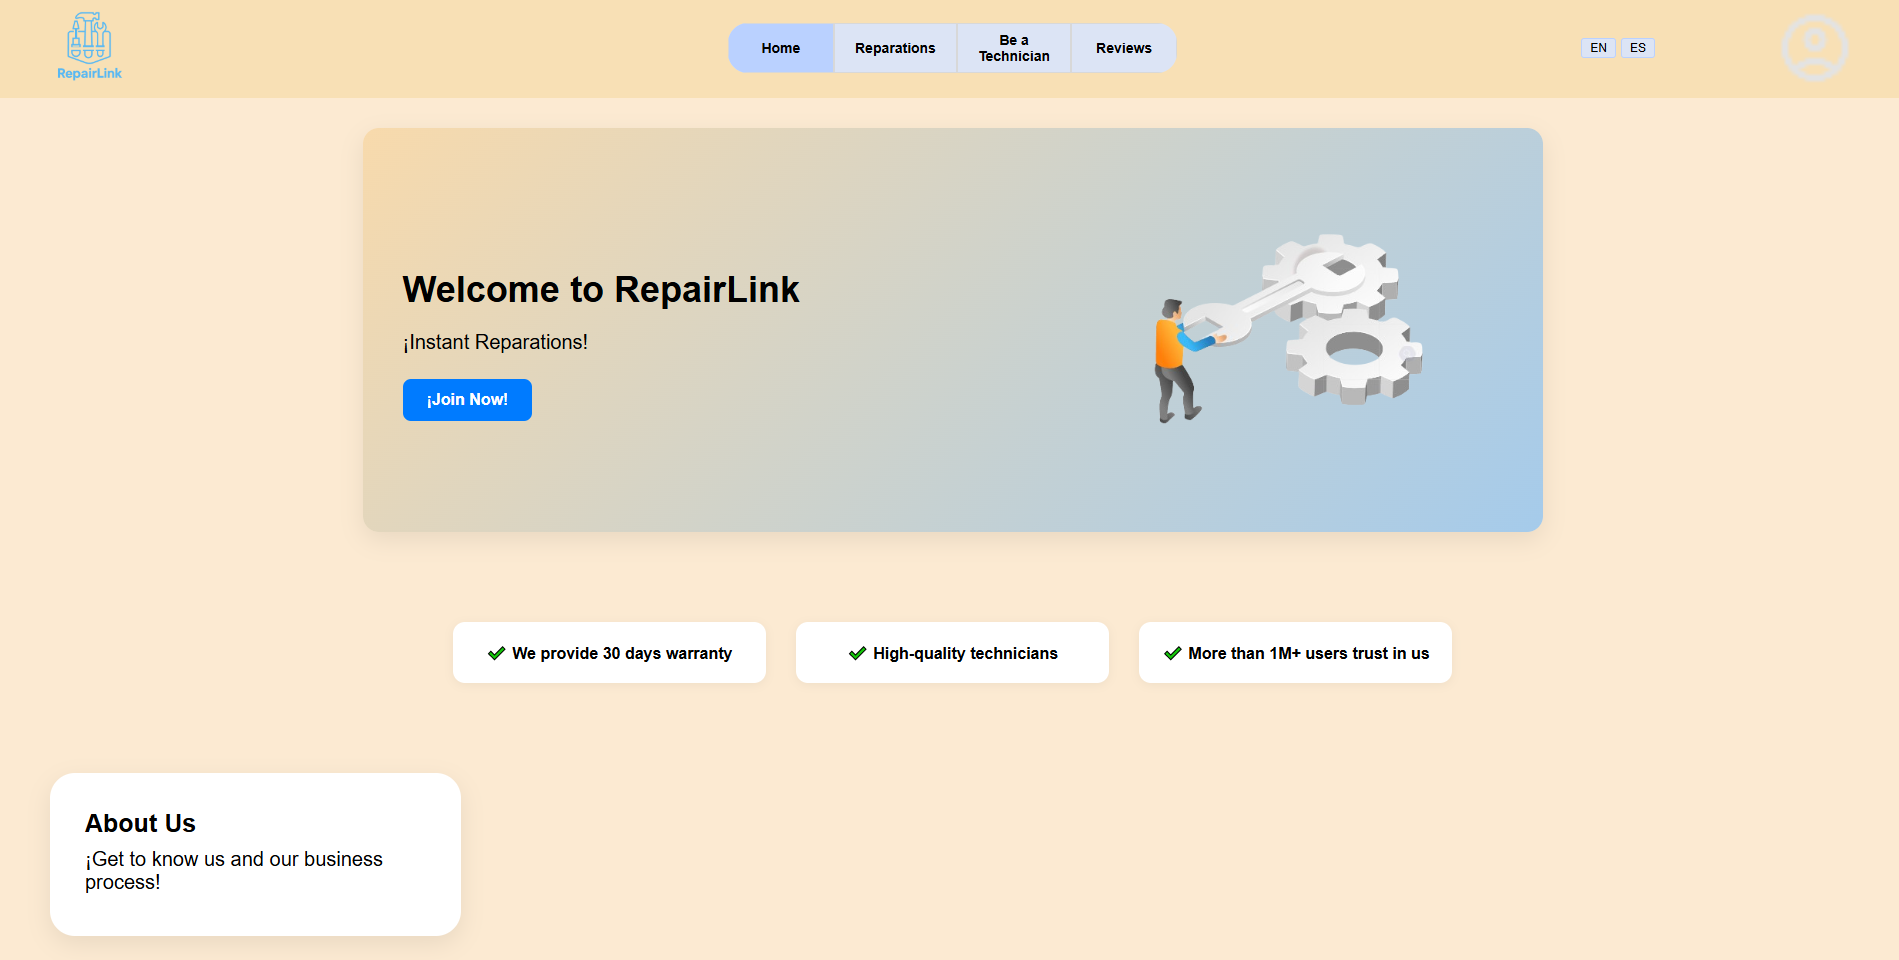 RepairLink
Home
Reparations
Be a
Technician
Reviews
EN
ES
Welcome to RepairLink
¡Instant Reparations!
¡Join Now!
We provide 30 days warranty
High-quality technicians
More than 1M+ users trust in us
About Us
¡Get to know us and our business
process!